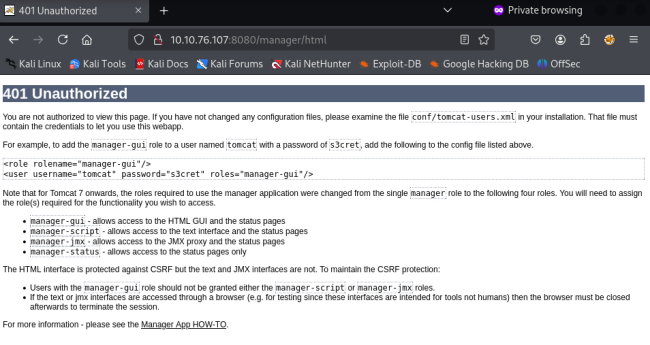 401 Unauthorized
Private browsing
10.10.76.107:8080/manager/html
Kali Linux Kali Tools Kali Docs Kali Forums Kali NetHunter Exploit-DB Google Hacking DB OffSec
401 Unauthorized
You are not authorized to view this page. If you have not changed any configuration files, please examine the file conf/tomcat-users.xml in your installation. That file must
contain the credentials to let you use this webapp.
For example, to add the manager-gui role to a user named tomcat with a password of s3cret, add the following to the config file listed above.
<role rolename="manager-gui"/>
<user username="tomcat" password="s3cret" roles="manager-gui"/>
Note that for Tomcat 7 onwards, the roles required to use the manager application were changed from the single manager role to the following four roles. You will need to assign
the role(s) required for the functionality you wish to access.
• manager-gui - allows access to the HTML GUI and the status pages
• manager-script - allows access to the text interface and the status pages
• manager-jmx - allows access to the JMX proxy and the status pages
• manager-status - allows access to the status pages only
The HTML interface is protected against CSRF but the text and JMX interfaces are not. To maintain the CSRF protection:
• Users with the manager-gui role should not be granted either the manager-script or manager-jmx roles.
• If the text or jmx interfaces are accessed through a browser (e.g. for testing since these interfaces are intended for tools not humans) then the browser must be closed
afterwards to terminate the session.
For more information - please see the Manager App HOW-TO.